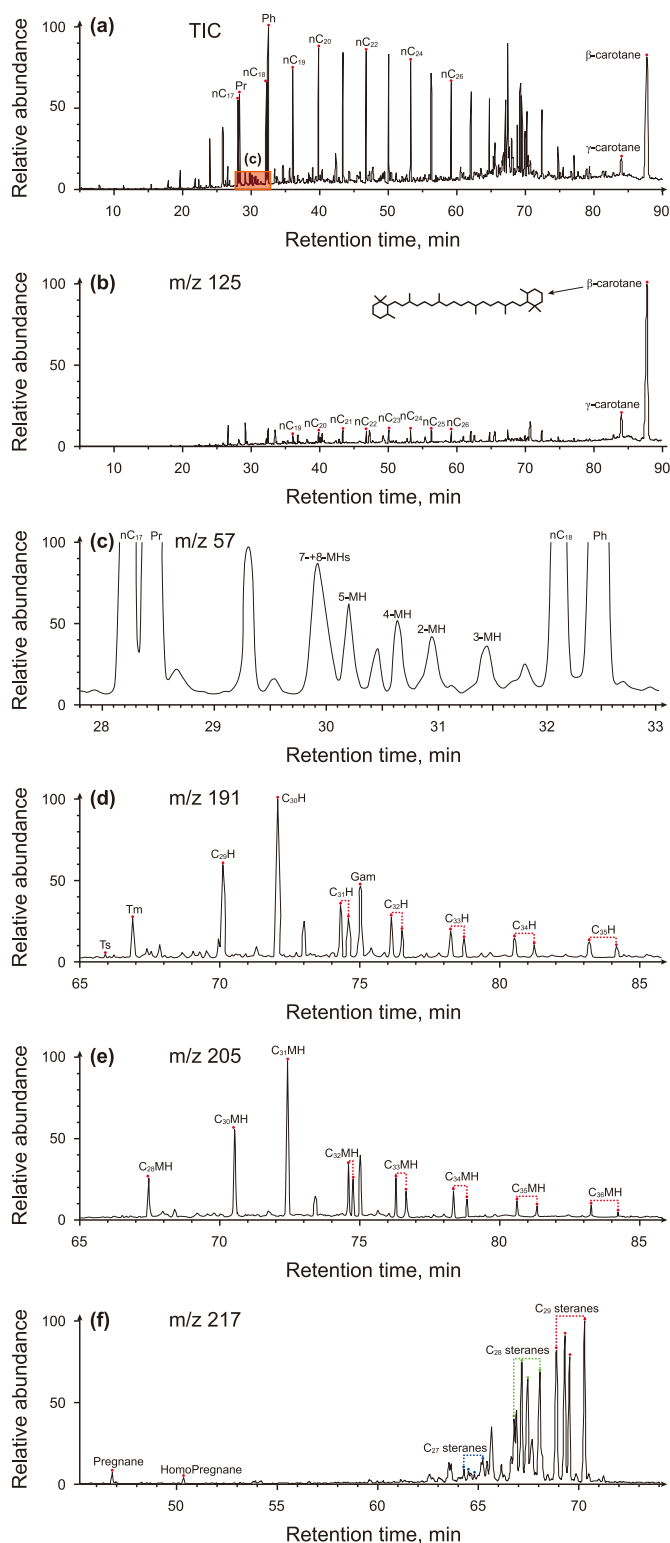 (a) TIC
Ph
nC20
nC22
nC24
nC19
nC18
Pr
nC17
nC26
β-carotane
γ-carotane
(c)
Relative abundance
100
50
0
10 20 30 40 50 60 70 80 90
Retention time, min
(b) m/z 125
β-carotane
γ-carotane
nC19 nC20 nC21 nC22 nC23 nC24 nC25 nC26
Relative abundance
100
50
0
10 20 30 40 50 60 70 80 90
Retention time, min
(c) m/z 57
nC17 Pr
7-+8-MHs
5-MH
4-MH
2-MH
3-MH
nC18 Ph
Relative abundance
100
50
0
28 29 30 31 32 33
Retention time, min
(d) m/z 191
C30H
C29H
Tm
Ts
C31H
Gam
C32H
C33H
C34H
C35H
Relative abundance
100
50
0
65 70 75 80 85
Retention time, min
(e) m/z 205
C31MH
C30MH
C28MH
C32MH
C33MH
C34MH
C35MH
C36MH
Relative abundance
100
50
0
65 70 75 80 85
Retention time, min
(f) m/z 217
C29 steranes
C28 steranes
C27 steranes
Pregnane
HomoPregnane
Relative abundance
100
50
0
50 55 60 65 70
Retention time, min